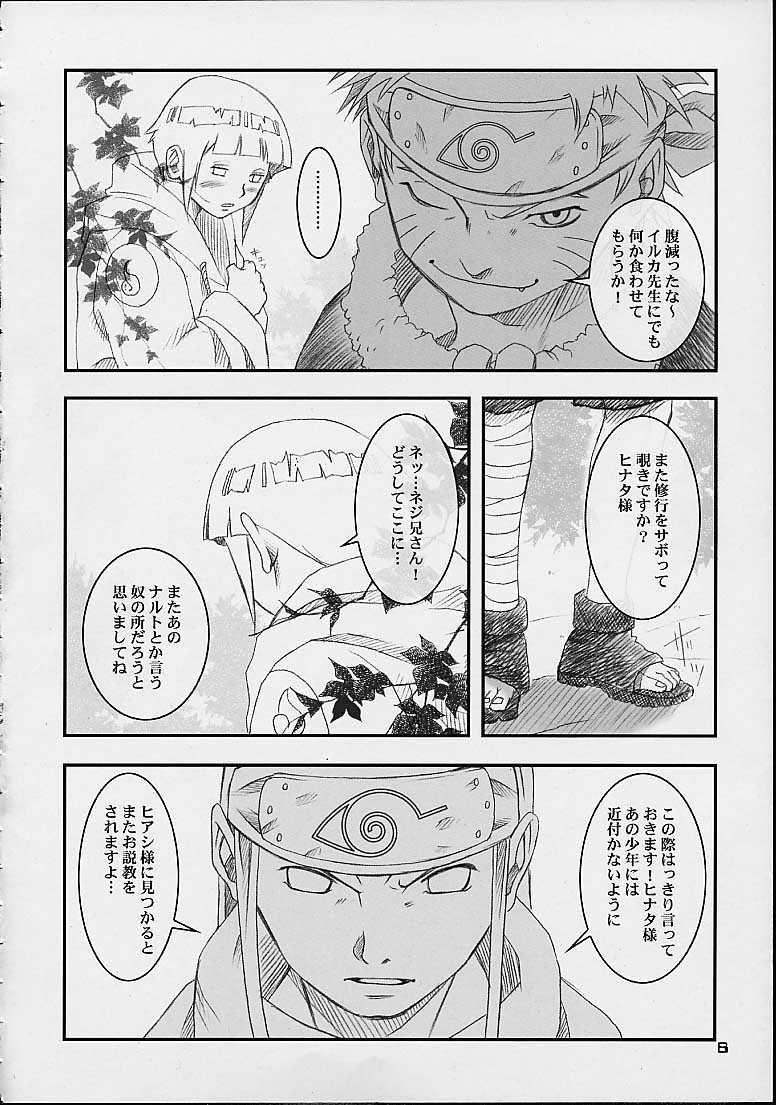 腹減ったな～
イルカ先生にでも
何か食わせて
もらうか！
…………
ギュッ
また修行をサボって
覗きですか？
ヒナタ様
ネッ…ネジ兄さん！
どうしてここに…
またあの
ナルトとか言う
奴の所だろうと
思いましてね
この際はっきり言って
おきます！ヒナタ様
あの少年には
近付かないように
ヒアシ様に見つかると
またお説教を
されますよ…
8